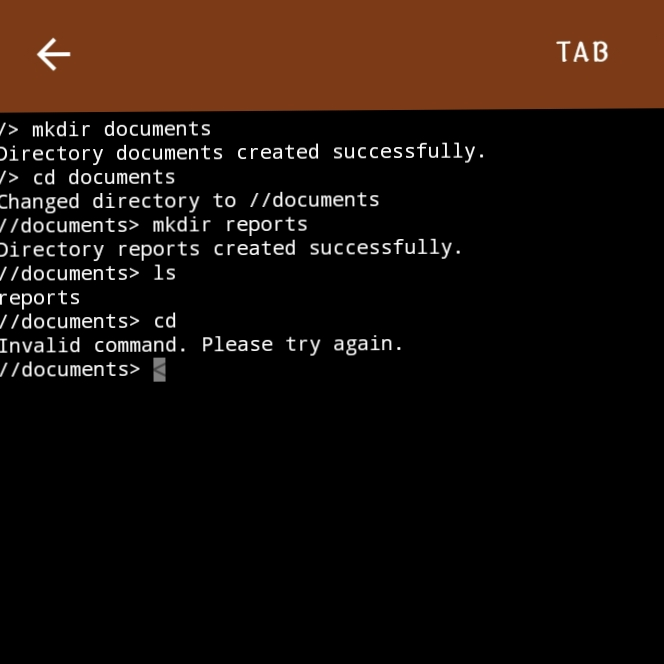 TAB
/> mkdir documents
Directory documents created successfully.
/> cd documents
Changed directory to //documents
//documents> mkdir reports
Directory reports created successfully.
//documents> ls
reports
//documents> cd
Invalid command. Please try again.
//documents> <